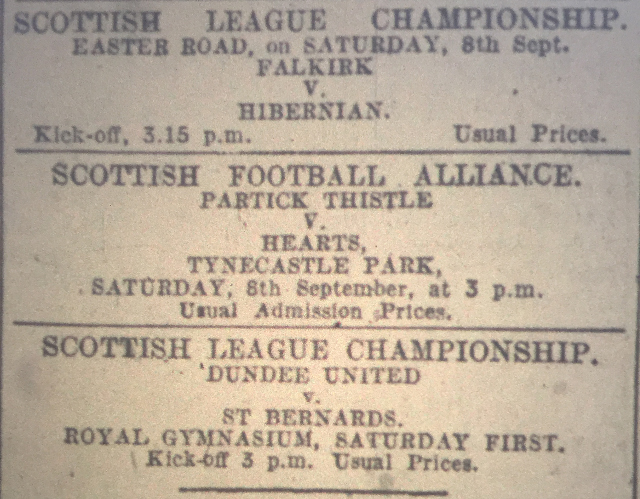 SCOTTISH LEAGUE CHAMPIONSHIP.
EASTER ROAD, on SATURDAY, 8th Sept.
FALKIRK
V.
HIBERNIAN.
Kick-off, 3.15 p.m. Usual Prices.
SCOTTISH FOOTBALL ALLIANCE.
PARTICK THISTLE
V.
HEARTS,
TYNECASTLE PARK,
SATURDAY, 8th September, at 3 p.m.
Usual Admission Prices.
SCOTTISH LEAGUE CHAMPIONSHIP.
DUNDEE UNITED
v.
ST BERNARDS.
ROYAL GYMNASIUM, SATURDAY FIRST.
Kick-off 3 p.m. Usual Prices.